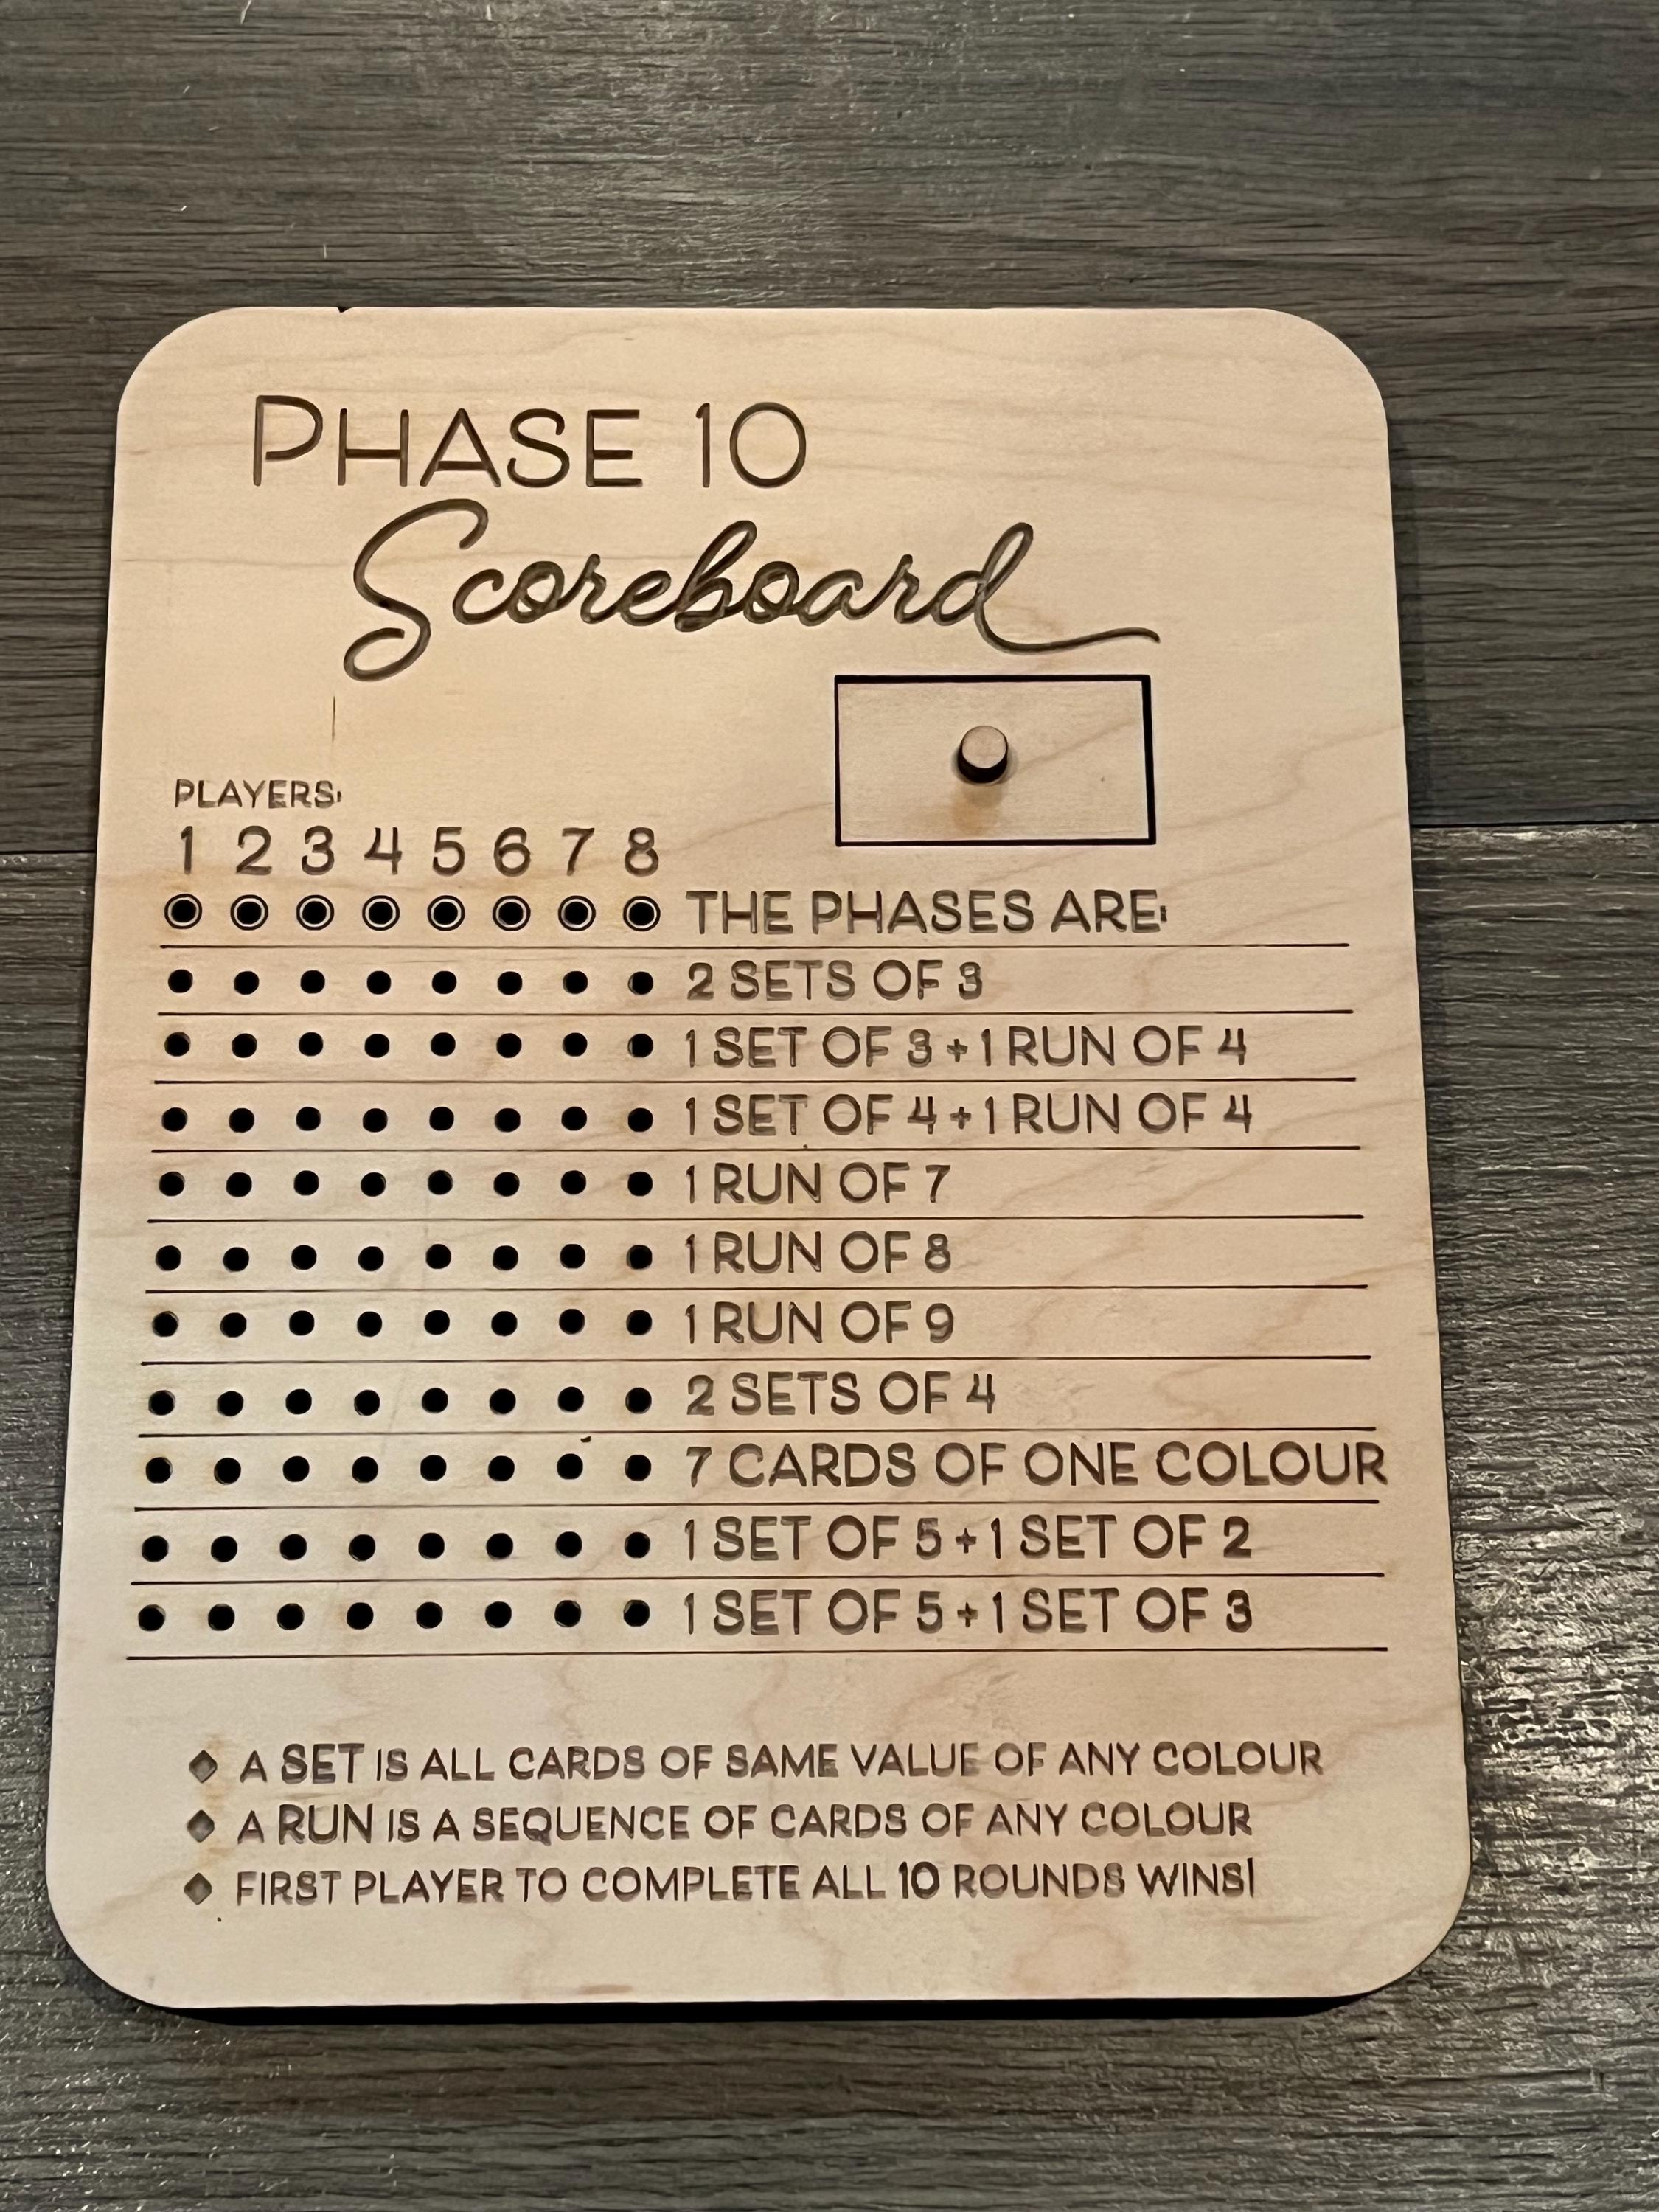 PHASE 10
Scoreboard
PLAYERS:
1 2 3 4 5 6 7 8
THE PHASES ARE:
2 SETS OF 3
1 SET OF 3 + 1 RUN OF 4
1 SET OF 4 + 1 RUN OF 4
1 RUN OF 7
1 RUN OF 8
1 RUN OF 9
2 SETS OF 4
7 CARDS OF ONE COLOUR
1 SET OF 5 + 1 SET OF 2
1 SET OF 5 + 1 SET OF 3
◆ A SET IS ALL CARDS OF SAME VALUE OF ANY COLOUR
◆ A RUN IS A SEQUENCE OF CARDS OF ANY COLOUR
◆ FIRST PLAYER TO COMPLETE ALL 10 ROUNDS WINS!